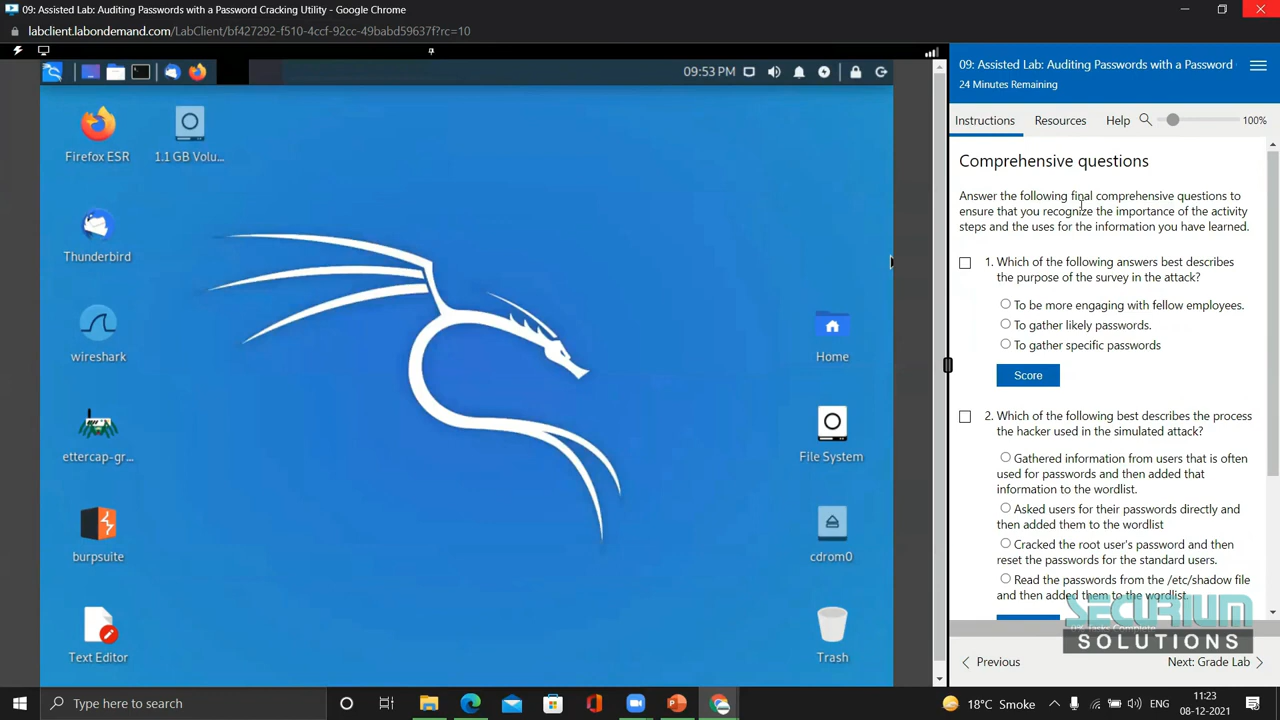 09: Assisted Lab: Auditing Passwords with a Password Cracking Utility - Google Chrome
labclient.labondemand.com/LabClient/bf427292-f510-4ccf-92cc-49babd59637f?rc=10
09:53 PM
09: Assisted Lab: Auditing Passwords with a Password
24 Minutes Remaining
Instructions Resources Help 100%
Firefox ESR
1.1 GB Volu...
Thunderbird
wireshark
ettercap-gr...
burpsuite
Text Editor
Home
File System
cdrom0
Trash
Comprehensive questions
Answer the following final comprehensive questions to
ensure that you recognize the importance of the activity
steps and the uses for the information you have learned.
1. Which of the following answers best describes
the purpose of the survey in the attack?
To be more engaging with fellow employees.
To gather likely passwords.
To gather specific passwords
Score
2. Which of the following best describes the process
the hacker used in the simulated attack?
Gathered information from users that is often
used for passwords and then added that
information to the wordlist.
Asked users for their passwords directly and
then added them to the wordlist
Cracked the root user's password and then
reset the passwords for the standard users.
Read the passwords from the /etc/shadow file
and then added them to the wordlist.
Tasks Complete
SECURIUM
SOLUTIONS
Previous
Next: Grade Lab
Type here to search
18°C Smoke
11:23
08-12-2021